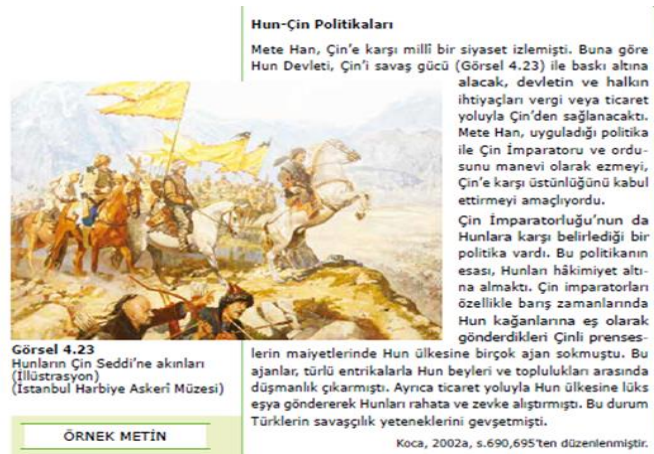 Hun-Çin Politikaları
Mete Han, Çin’e karşı millî bir siyaset izlemişti. Buna göre
Hun Devleti, Çin’i savaş gücü (Görsel 4.23) ile baskı altına
alacak, devletin ve halkın
ihtiyaçları vergi veya ticaret
yoluyla Çin’den sağlanacaktı.
Mete Han, uyguladığı politika
ile Çin İmparatoru ve ordu-
sunu manevi olarak ezmeyi,
Çin’e karşı üstünlüğünü kabul
ettirmeyi amaçlıyordu.
Çin İmparatorluğu’nun da
Hunlara karşı belirlediği bir
politika vardı. Bu politikanın
esası, Hunları hâkimiyet altı-
na almaktı. Çin imparatorları
özellikle barış zamanlarında
Hun kağanlarına eş olarak
gönderdikleri Çinli prenses-
lerin maiyetlerinde Hun ülkesine birçok ajan sokmuştu. Bu
ajanlar, türlü entrikalarla Hun beyleri ve toplulukları arasında
düşmanlık çıkarmıştı. Ayrıca ticaret yoluyla Hun ülkesine lüks
eşya göndererek Hunları rahata ve zevke alıştırmıştı. Bu durum
Türklerin savaşçılık yeteneklerini gevşetmişti.
Koca, 2002a, s.690,695’ten düzenlenmiştir.
Görsel 4.23
Hunların Çin Seddi’ne akınları
(İllüstrasyon)
(İstanbul Harbiye Askerî Müzesi)
ÖRNEK METİN